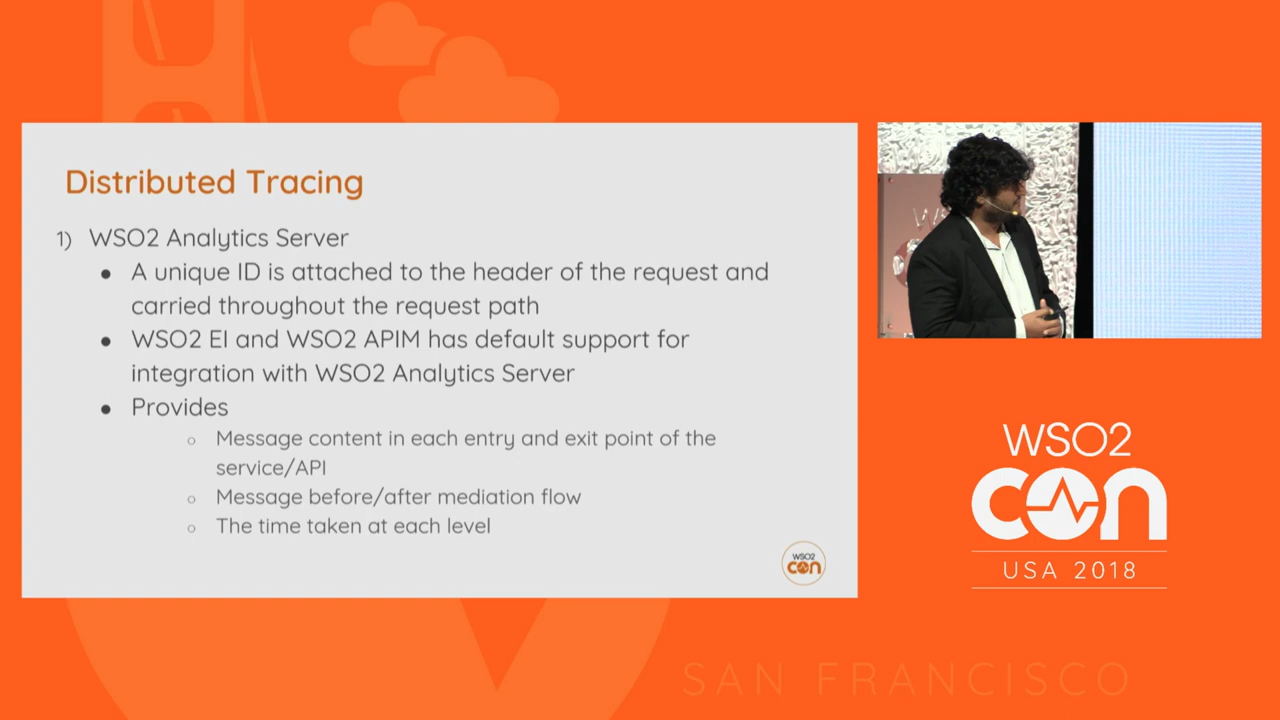 Distributed Tracing
1) WSO2 Analytics Server
● A unique ID is attached to the header of the request and
carried throughout the request path
● WSO2 EI and WSO2 APIM has default support for
integration with WSO2 Analytics Server
● Provides
○ Message content in each entry and exit point of the
service/API
○ Message before/after mediation flow
○ The time taken at each level
WSO2
con
WSO2
con
USA 2018
SAN FRANCISCO